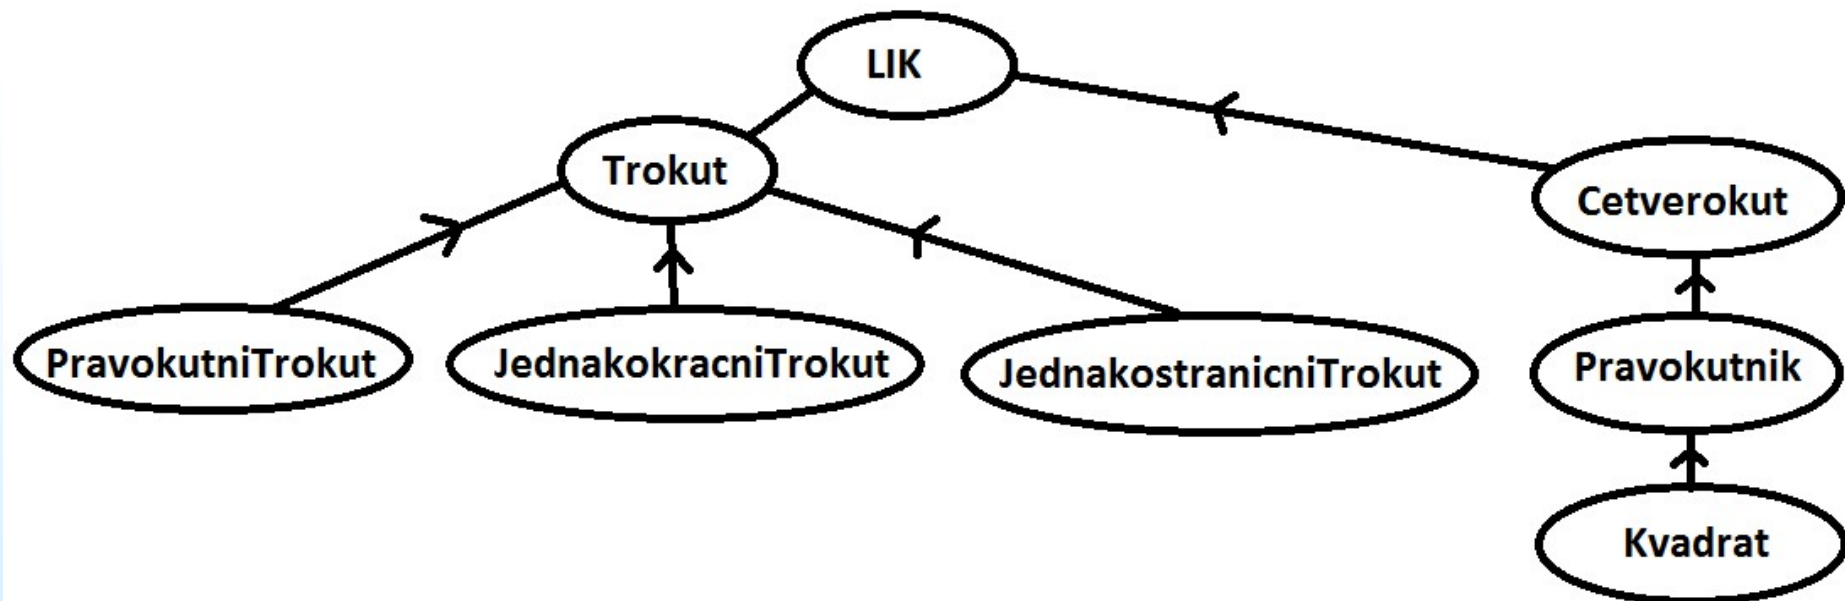 LIK
Trokut
Cetverokut
PravokutniTrokut
JednakokracniTrokut
JednakostranicniTrokut
Pravokutnik
Kvadrat